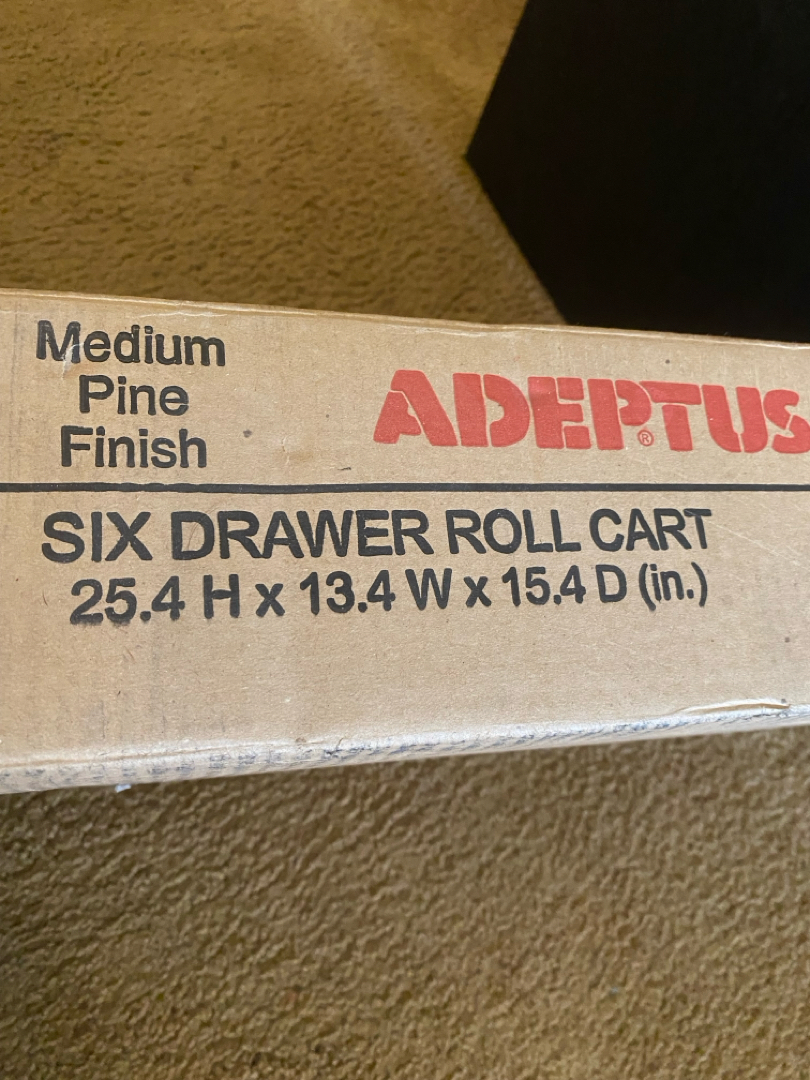 Medium
Pine
Finish
ADEPTUS
®
SIX DRAWER ROLL CART
25.4 H x 13.4 W x 15.4 D (in.)